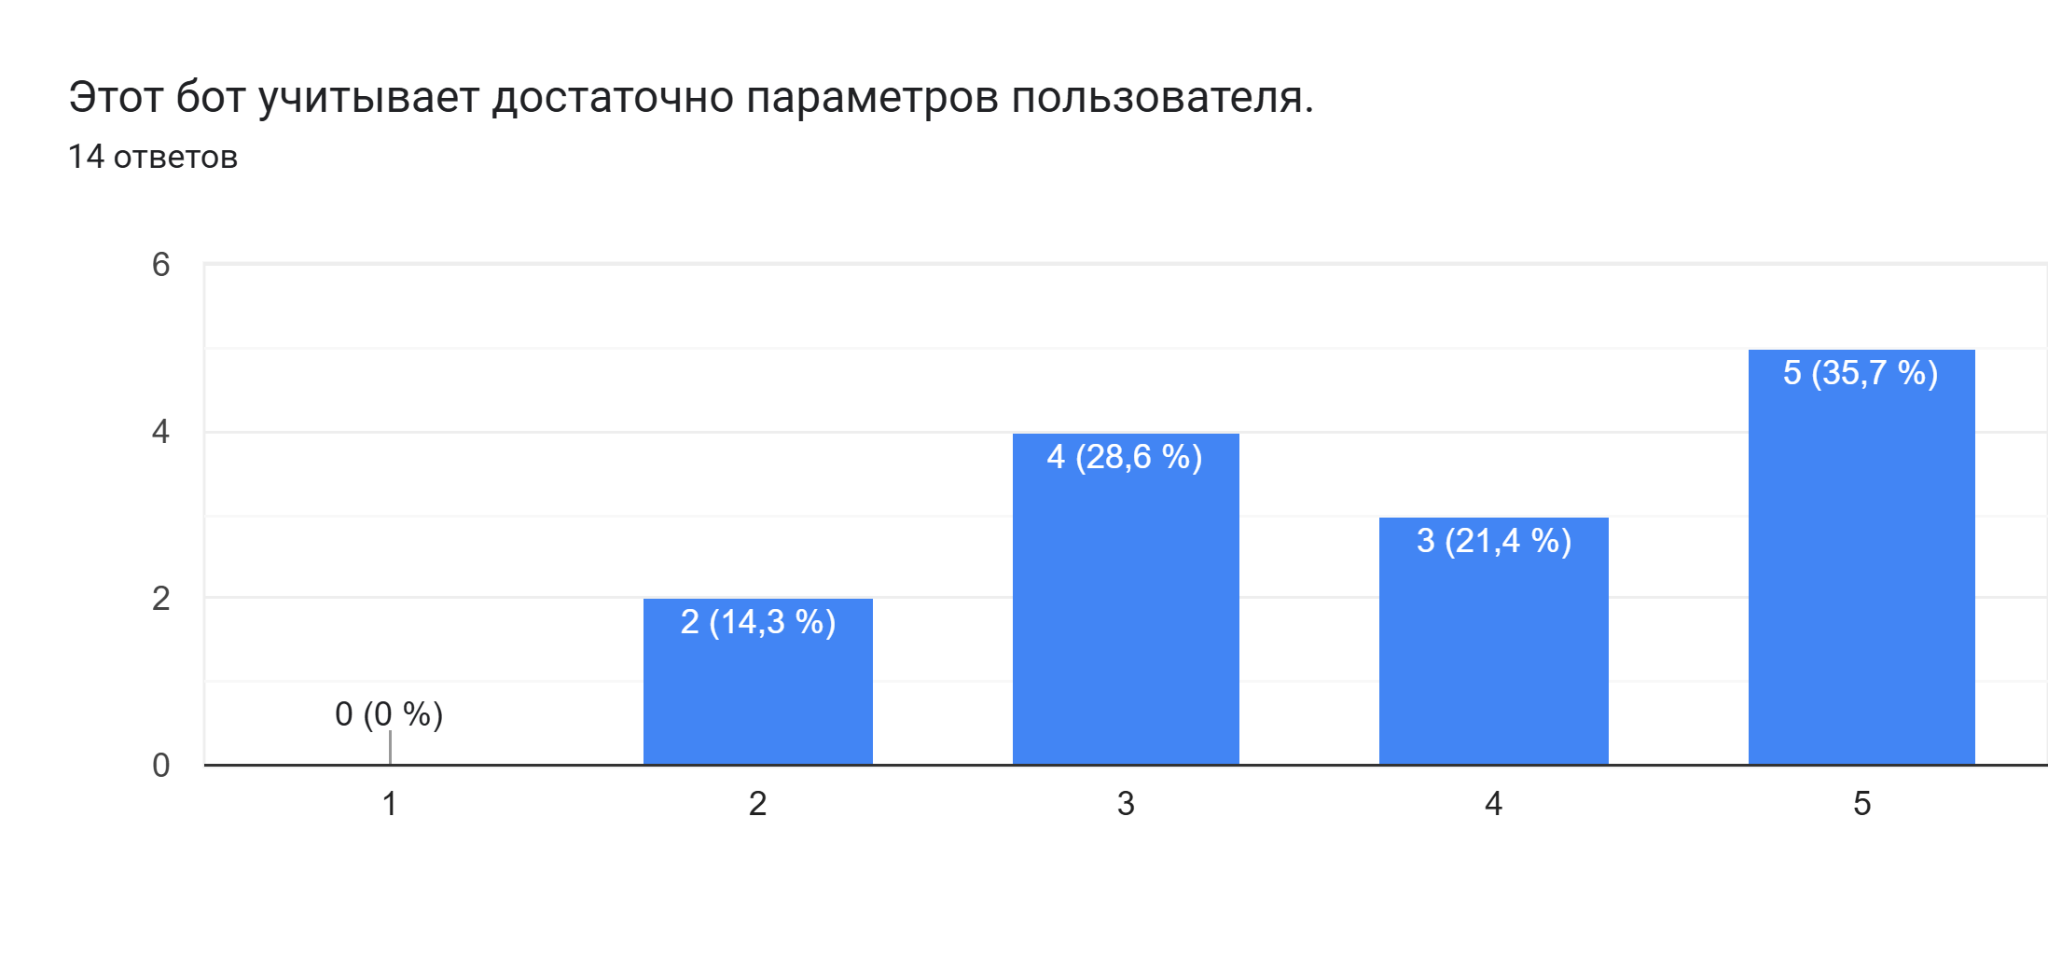 Этот бот учитывает достаточно параметров пользователя.
14 ответов
6
4
2
0
0 (0 %)
2 (14,3 %)
4 (28,6 %)
3 (21,4 %)
5 (35,7 %)
1 2 3 4 5